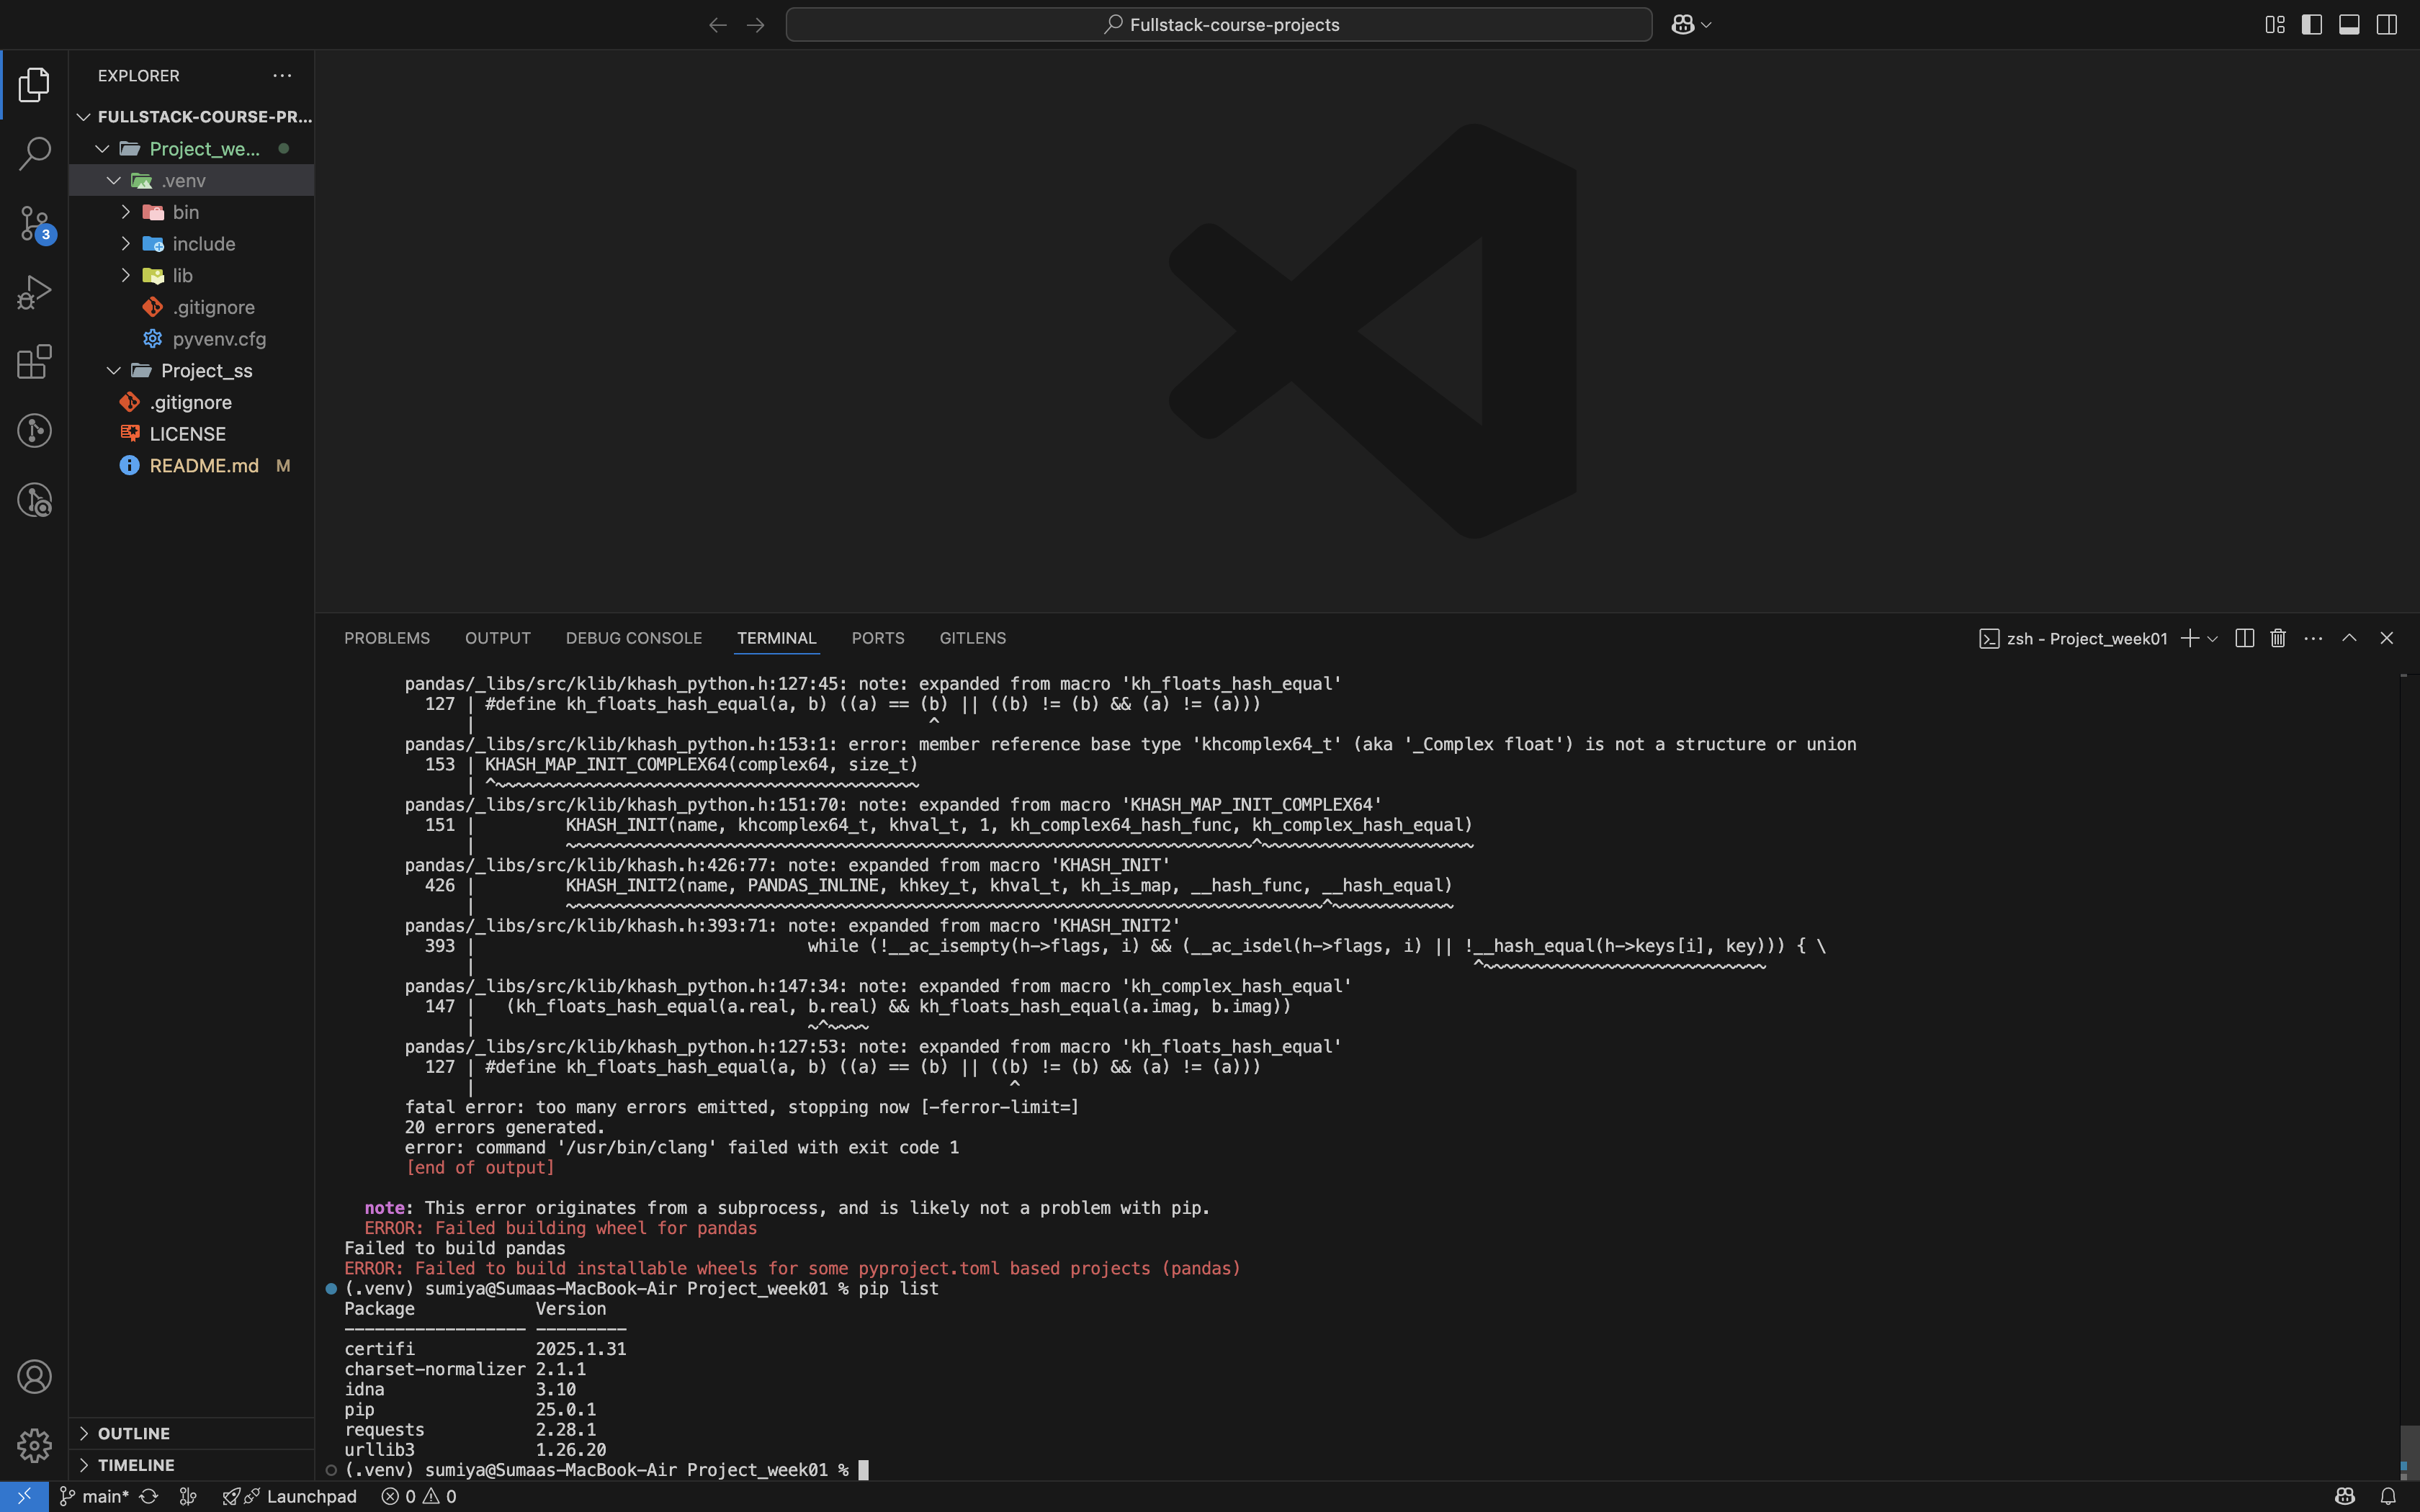 Fullstack-course-projects
EXPLORER
FULLSTACK-COURSE-PR...
Project_we...
.venv
bin
include
lib
.gitignore
pyvenv.cfg
Project_ss
.gitignore
LICENSE
README.md M
3
OUTLINE
TIMELINE
PROBLEMS OUTPUT DEBUG CONSOLE TERMINAL PORTS GITLENS
zsh - Project_week01
pandas/_libs/src/klib/khash_python.h:127:45: note: expanded from macro 'kh_floats_hash_equal'
127 | #define kh_floats_hash_equal(a, b) ((a) == (b) || ((b) != (b) && (a) != (a)))
| ^
pandas/_libs/src/klib/khash_python.h:153:1: error: member reference base type 'khcomplex64_t' (aka '_Complex float') is not a structure or union
153 | KHASH_MAP_INIT_COMPLEX64(complex64, size_t)
| ^~~~~~~~~~~~~~~~~~~~~~~~~~~~~~~~~~~~~~~~~~~
pandas/_libs/src/klib/khash_python.h:151:70: note: expanded from macro 'KHASH_MAP_INIT_COMPLEX64'
151 | KHASH_INIT(name, khcomplex64_t, khval_t, 1, kh_complex64_hash_func, kh_complex_hash_equal)
| ~~~~~~~~~~~~~~~~~~~~~~~~~~~~~~~~~~~~~~~~~~~~~~~~~~~~~~~~~~~~~~~~~~~~^~~~~~~~~~~~~~~~~~~~~
pandas/_libs/src/klib/khash.h:426:77: note: expanded from macro 'KHASH_INIT'
426 | KHASH_INIT2(name, PANDAS_INLINE, khkey_t, khval_t, kh_is_map, __hash_func, __hash_equal)
| ~~~~~~~~~~~~~~~~~~~~~~~~~~~~~~~~~~~~~~~~~~~~~~~~~~~~~~~~~~~~~~~~~~~~~~~~~~~^~~~~~~~~~~~
pandas/_libs/src/klib/khash.h:393:71: note: expanded from macro 'KHASH_INIT2'
393 | while (!__ac_isempty(h->flags, i) && (__ac_isdel(h->flags, i) || !__hash_equal(h->keys[i], key))) { \
| ^~~~~~~~~~~~~~~~~~~~~~~~~~~~~
pandas/_libs/src/klib/khash_python.h:147:34: note: expanded from macro 'kh_complex_hash_equal'
147 | (kh_floats_hash_equal(a.real, b.real) && kh_floats_hash_equal(a.imag, b.imag))
| ~^~~~~
pandas/_libs/src/klib/khash_python.h:127:53: note: expanded from macro 'kh_floats_hash_equal'
127 | #define kh_floats_hash_equal(a, b) ((a) == (b) || ((b) != (b) && (a) != (a)))
| ^
fatal error: too many errors emitted, stopping now [-ferror-limit=]
20 errors generated.
error: command '/usr/bin/clang' failed with exit code 1
[end of output]
note: This error originates from a subprocess, and is likely not a problem with pip.
ERROR: Failed building wheel for pandas
Failed to build pandas
ERROR: Failed to build installable wheels for some pyproject.toml based projects (pandas)
(.venv) sumiya@Sumaas-MacBook-Air Project_week01 % pip list
Package Version
------------------ ---------
certifi 2025.1.31
charset-normalizer 2.1.1
idna 3.10
pip 25.0.1
requests 2.28.1
urllib3 1.26.20
(.venv) sumiya@Sumaas-MacBook-Air Project_week01 %
main* Launchpad 0 0